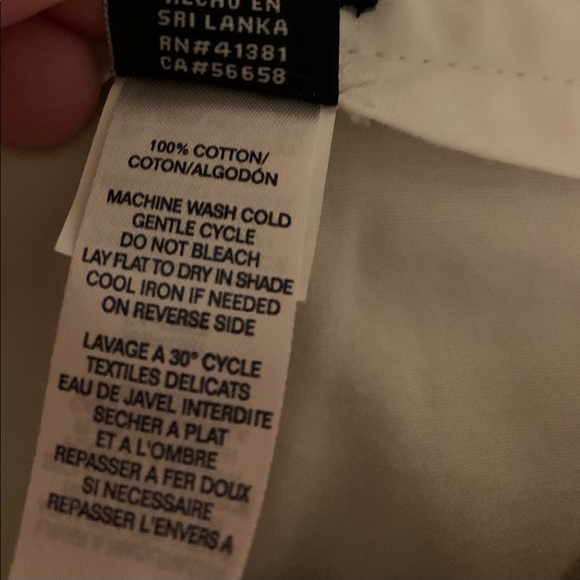 HECHO EN
SRI LANKA
RN#41381
CA#56658
100% COTTON/
COTON/ALGODÓN
MACHINE WASH COLD
GENTLE CYCLE
DO NOT BLEACH
LAY FLAT TO DRY IN SHADE
COOL IRON IF NEEDED
ON REVERSE SIDE
LAVAGE A 30° CYCLE
TEXTILES DELICATS
EAU DE JAVEL INTERDITE
SECHER A PLAT
ET A L'OMBRE
REPASSER A FER DOUX
SI NECESSAIRE
REPASSER L'ENVERS A